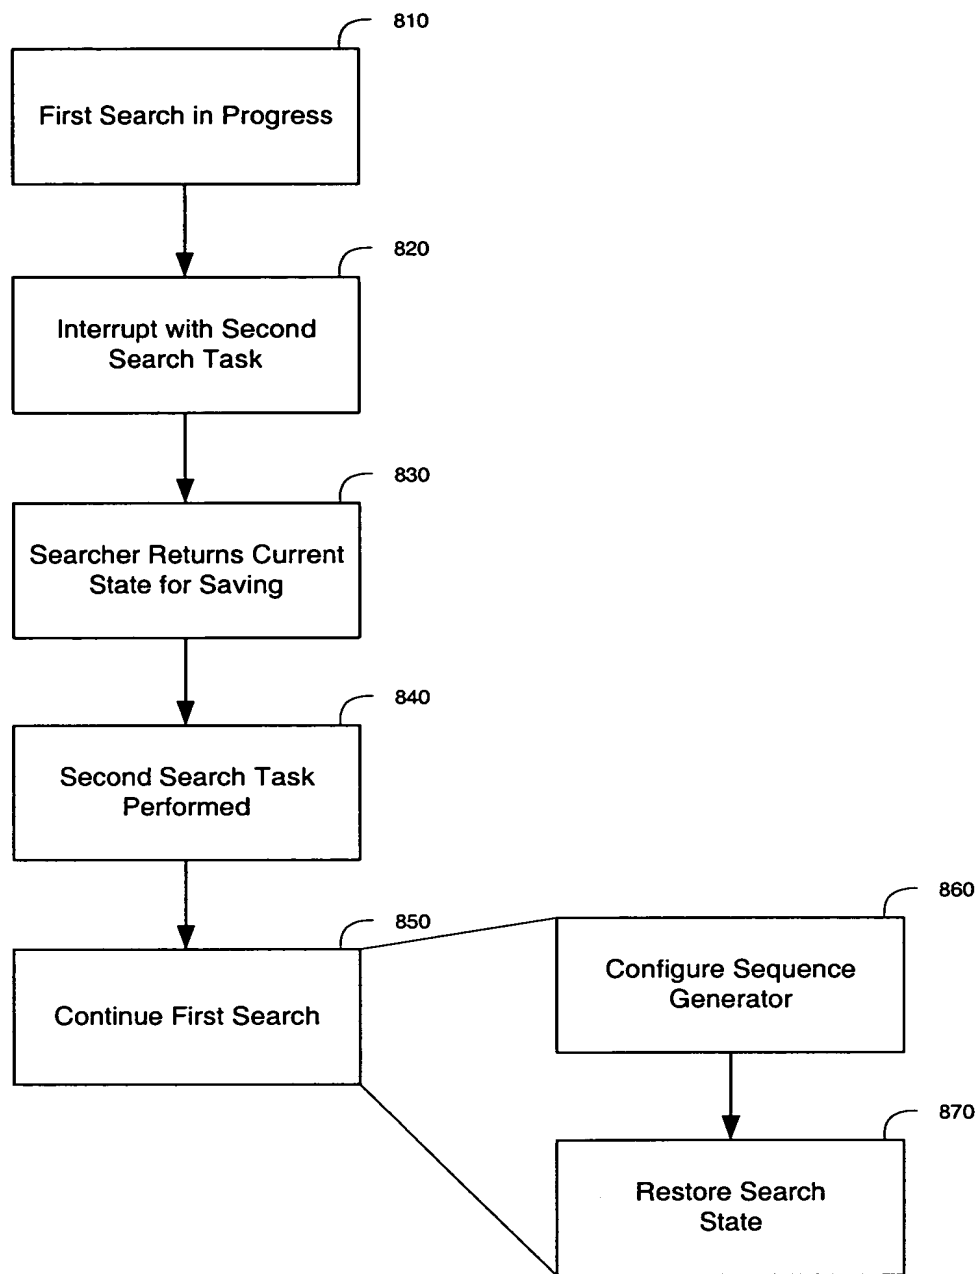 810
First Search in Progress
820
Interrupt with Second
Search Task
830
Searcher Returns Current
State for Saving
840
Second Search Task
Performed
850
Continue First Search
860
Configure Sequence
Generator
870
Restore Search
State